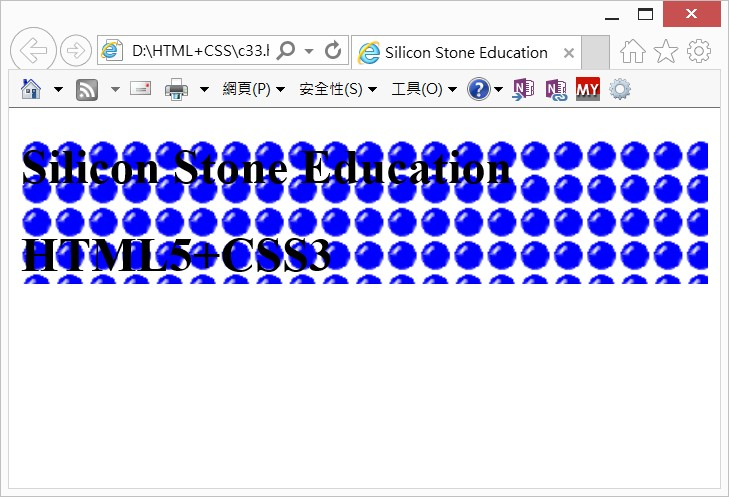 D:\HTML+CSS\c33.h
Silicon Stone Education
網頁(P)
安全性(S)
工具(O)
?
N
N
MY
Silicon Stone Education
HTML5+CSS3